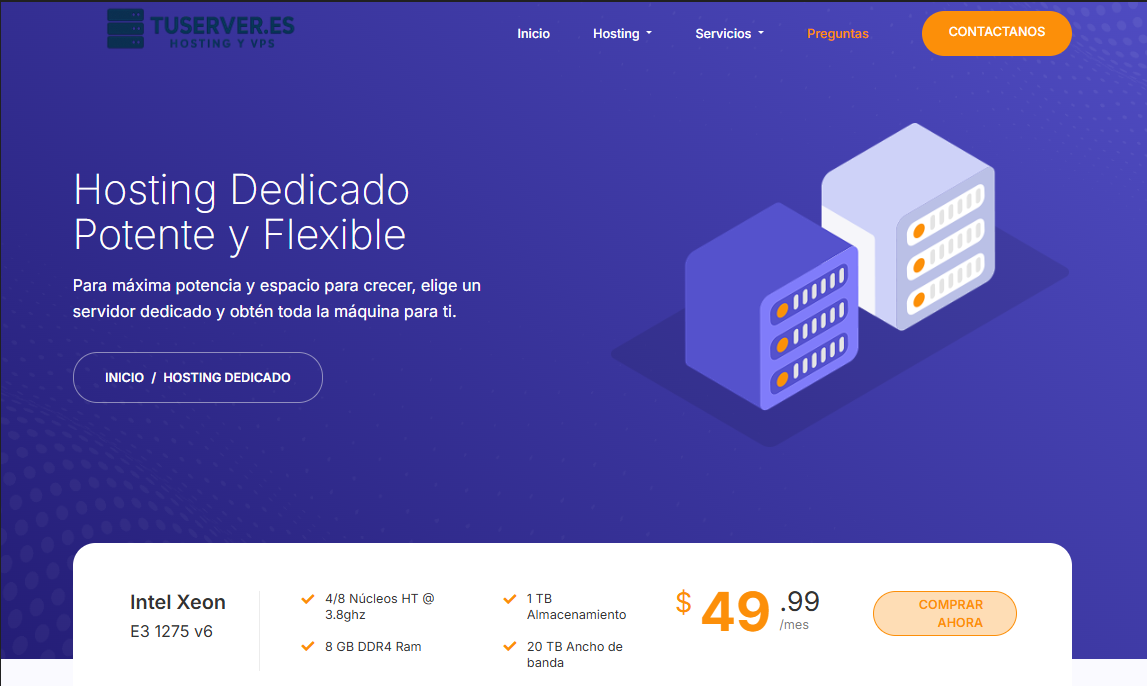 TUSERVER.ES
HOSTING Y VPS
Inicio
Hosting
Servicios
Preguntas
CONTACTANOS
Hosting Dedicado
Potente y Flexible
Para máxima potencia y espacio para crecer, elige un
servidor dedicado y obtén toda la máquina para ti.
INICIO / HOSTING DEDICADO
Intel Xeon
E3 1275 v6
4/8 Núcleos HT @
3.8ghz
8 GB DDR4 Ram
1 TB
Almacenamiento
20 TB Ancho de
banda
$ 49 .99
/mes
COMPRAR
AHORA